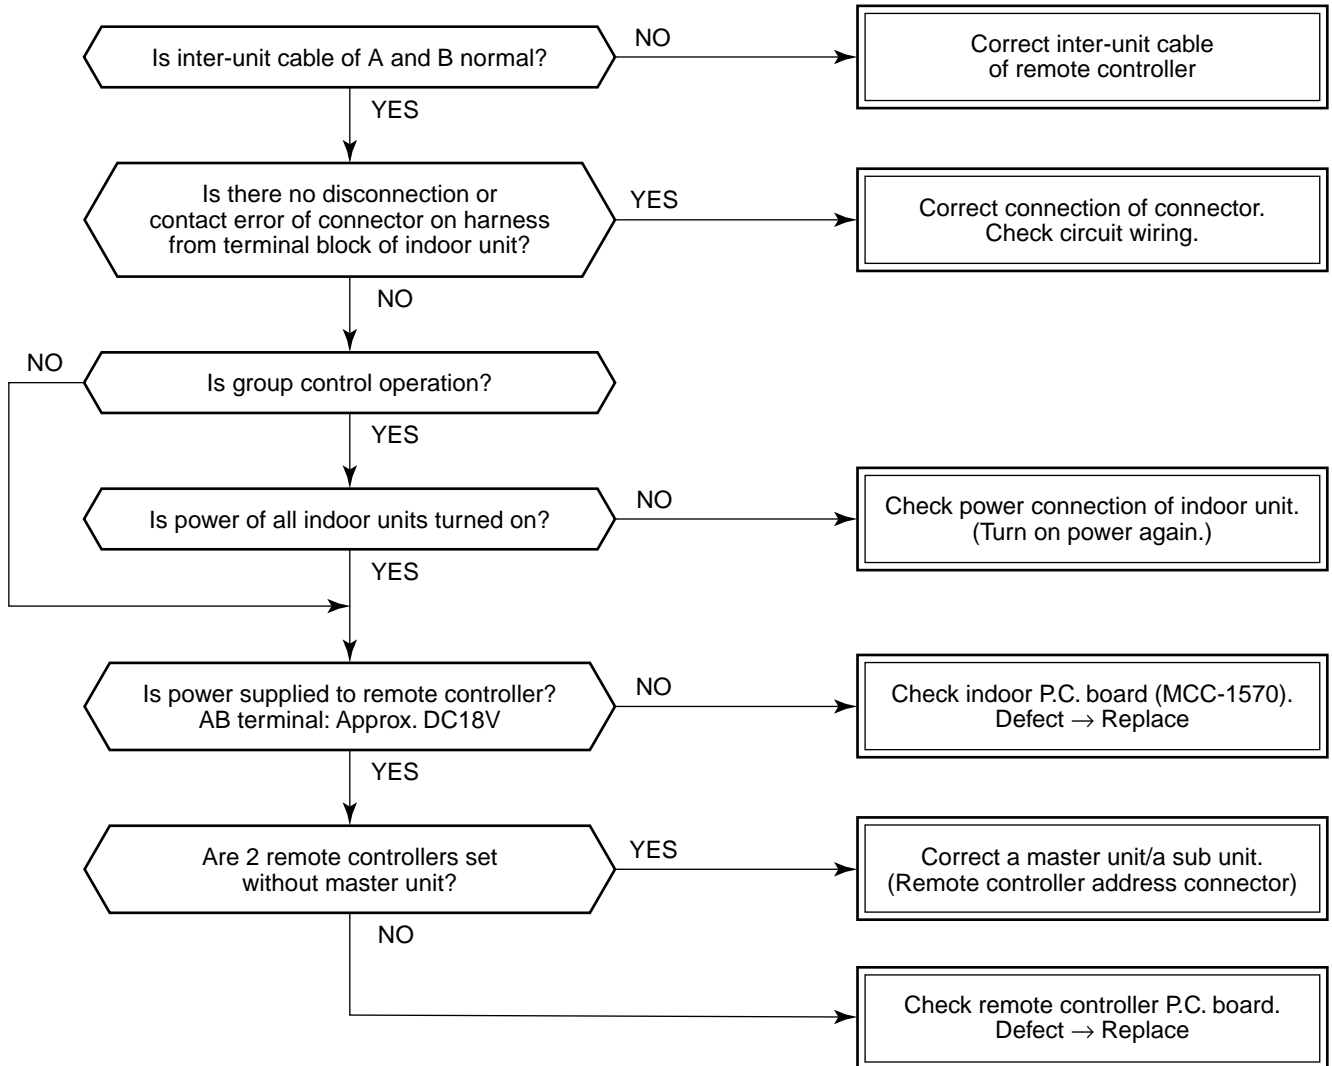 Is inter-unit cable of A and B normal?
NO
Correct inter-unit cable
of remote controller
YES
Is there no disconnection or
contact error of connector on harness
from terminal block of indoor unit?
YES
Correct connection of connector.
Check circuit wiring.
NO
NO
Is group control operation?
YES
Is power of all indoor units turned on?
NO
Check power connection of indoor unit.
(Turn on power again.)
YES
Is power supplied to remote controller?
AB terminal: Approx. DC18V
NO
Check indoor P.C. board (MCC-1570).
Defect → Replace
YES
Are 2 remote controllers set
without master unit?
YES
Correct a master unit/a sub unit.
(Remote controller address connector)
NO
Check remote controller P.C. board.
Defect → Replace